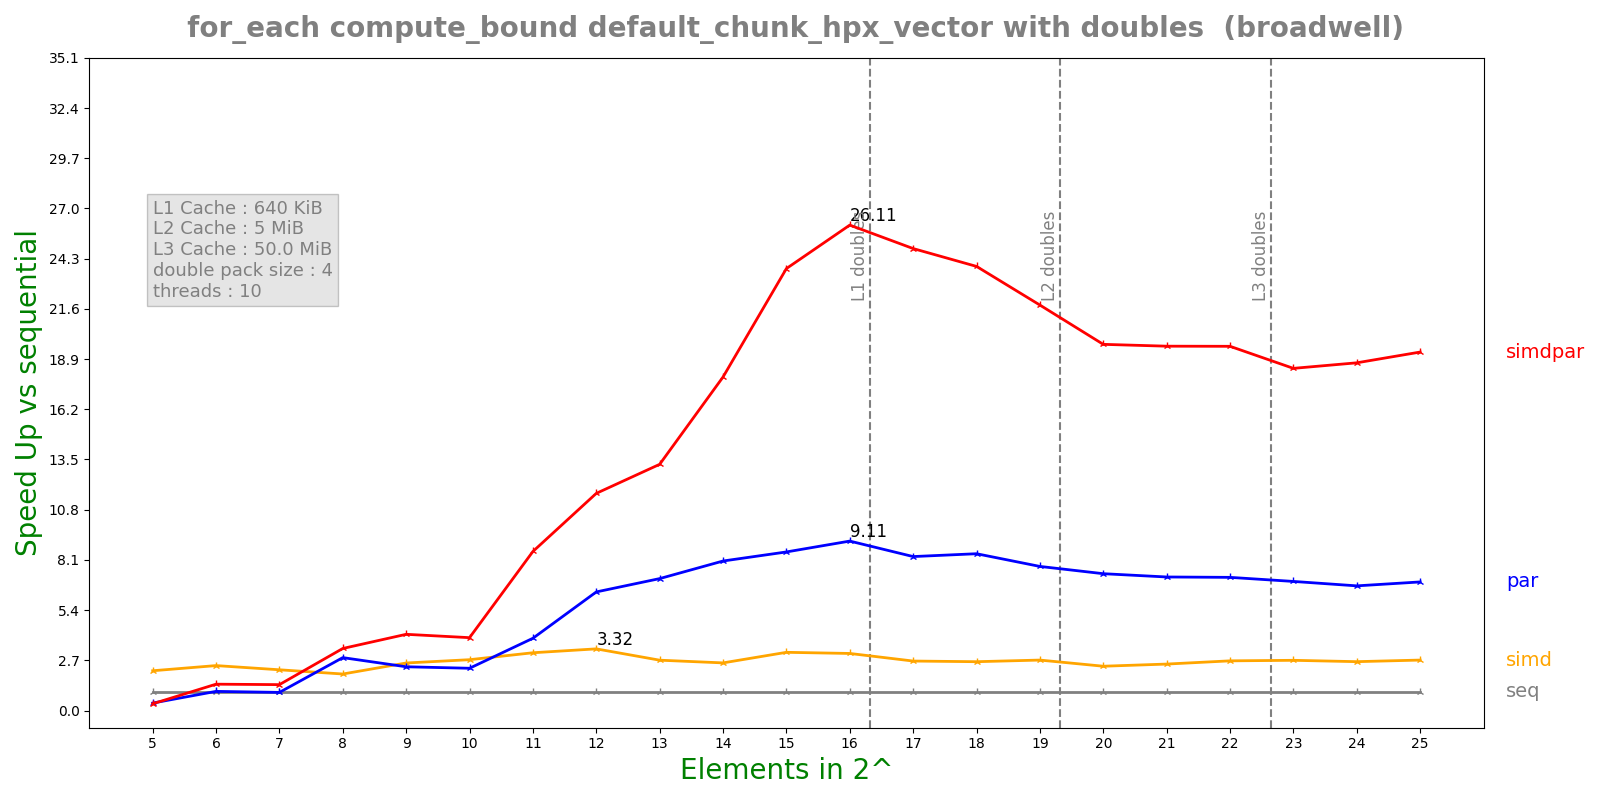 for_each compute_bound default_chunk_hpx_vector with doubles (broadwell)
Speed Up vs sequential
35.1
32.4
29.7
27.0
24.3
21.6
18.9
16.2
13.5
10.8
8.1
5.4
2.7
0.0
L1 Cache : 640 KiB
L2 Cache : 5 MiB
L3 Cache : 50.0 MiB
double pack size : 4
threads : 10
26.11
9.11
3.32
L1 doubles
L2 doubles
L3 doubles
simdpar
par
simd
seq
5 6 7 8 9 10 11 12 13 14 15 16 17 18 19 20 21 22 23 24 25
Elements in 2^